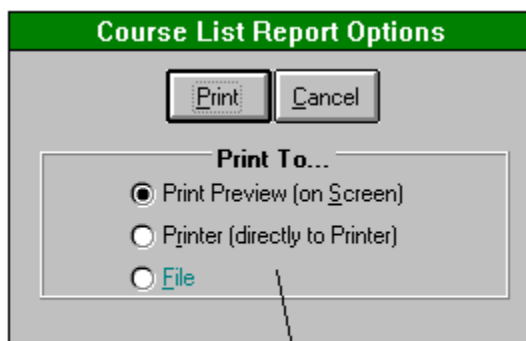 Course List Report Options
Print Cancel
Print To...
Print Preview (on Screen)
Printer (directly to Printer)
File